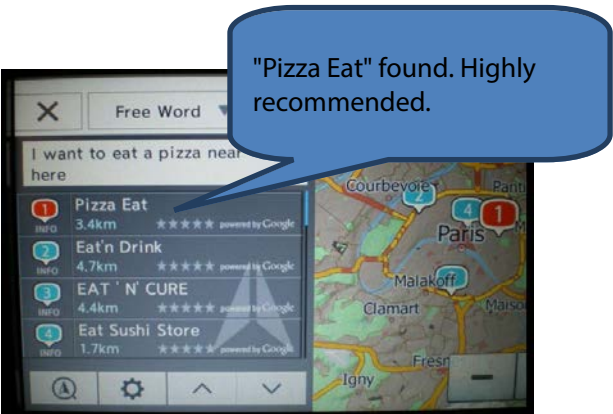 "Pizza Eat" found. Highly
recommended.
Free Word
I want to eat a pizza near
here
1
INFO
Pizza Eat
3.4km ★★★★★ powered by Google
2
INFO
Eat'n Drink
4.7km ★★★★★ powered by Google
3
INFO
EAT ' N' CURE
4.4km ★★★★★ powered by Google
4
INFO
Eat Sushi Store
1.7km ★★★★★ powered by Google
Courbevoie
2
4
1
Paris
Malakoff
Clamart
Igny